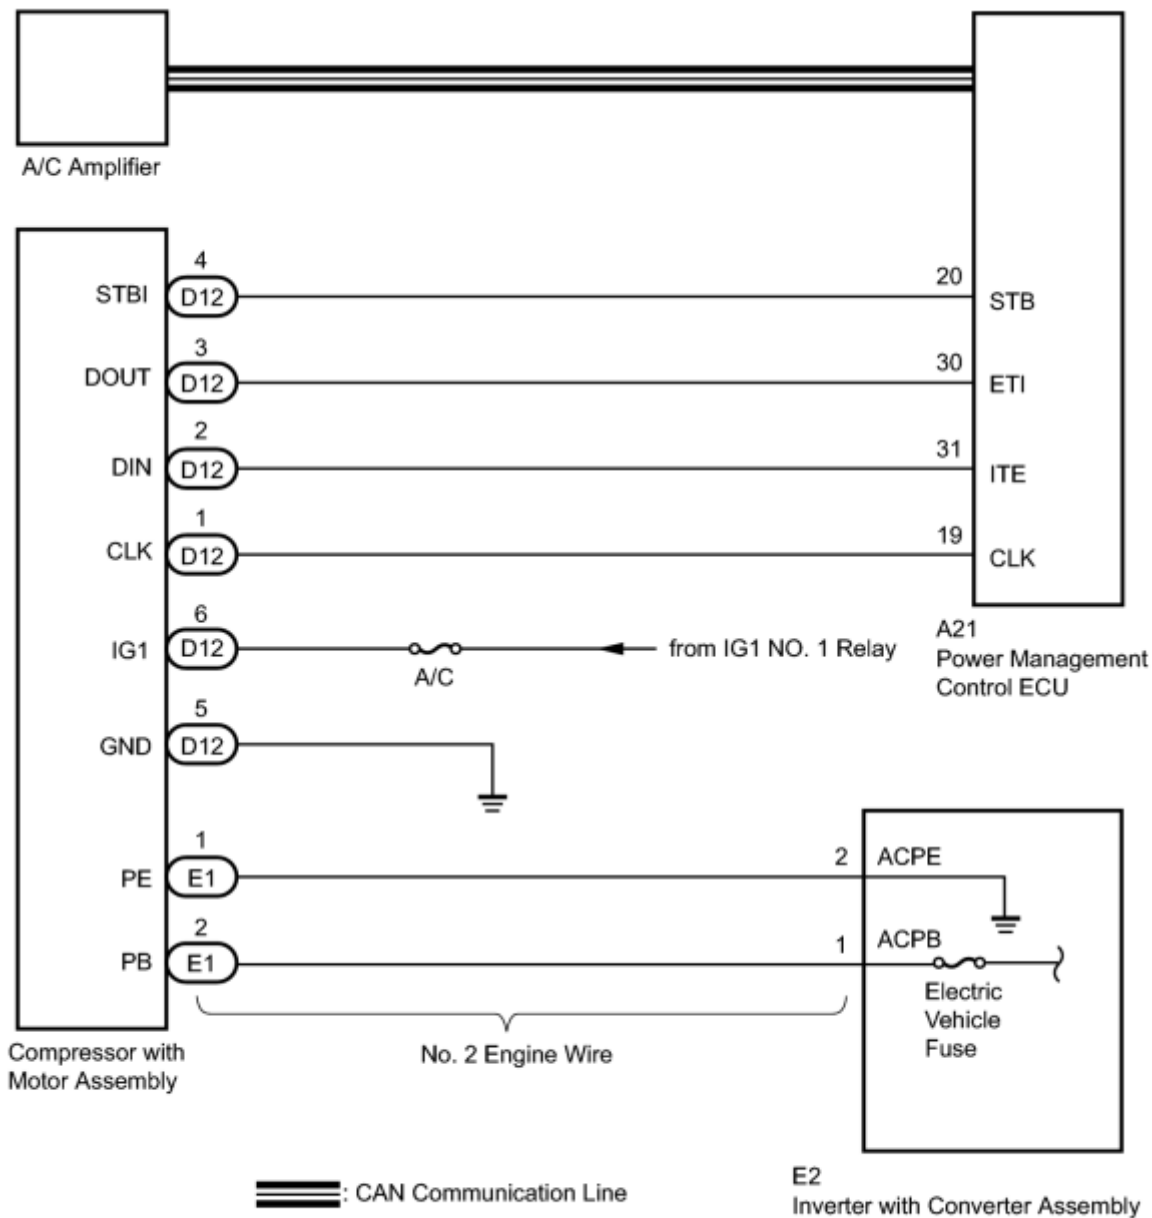 A/C Amplifier
4
STBI D12
20
STB
3
DOUT D12
30
ETI
2
DIN D12
31
ITE
1
CLK D12
19
CLK
6
IG1 D12
A/C
from IG1 NO. 1 Relay
A21
Power Management
Control ECU
5
GND D12
1
PE E1
2 ACPE
2
PB E1
1 ACPB
Electric
Vehicle
Fuse
Compressor with
Motor Assembly
No. 2 Engine Wire
: CAN Communication Line
E2
Inverter with Converter Assembly